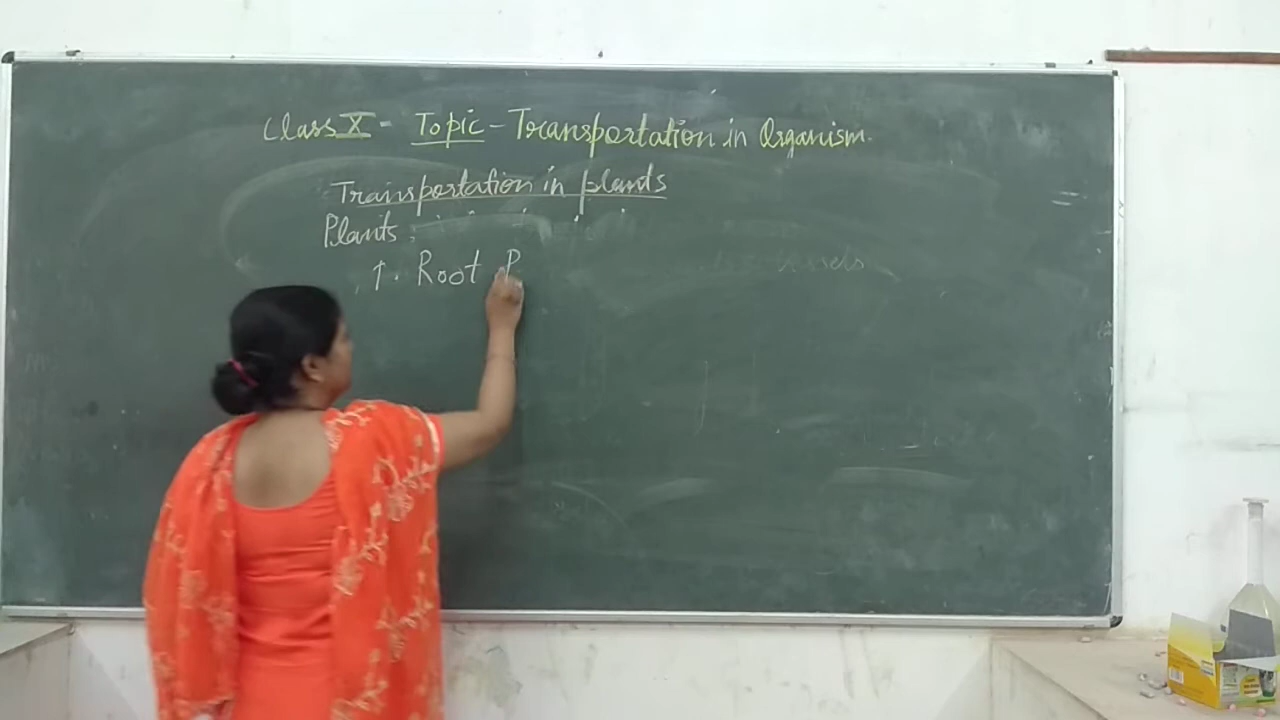 Class X - Topic - Transportation in Organism.
Transportation in plants
Plants :
1. Root P